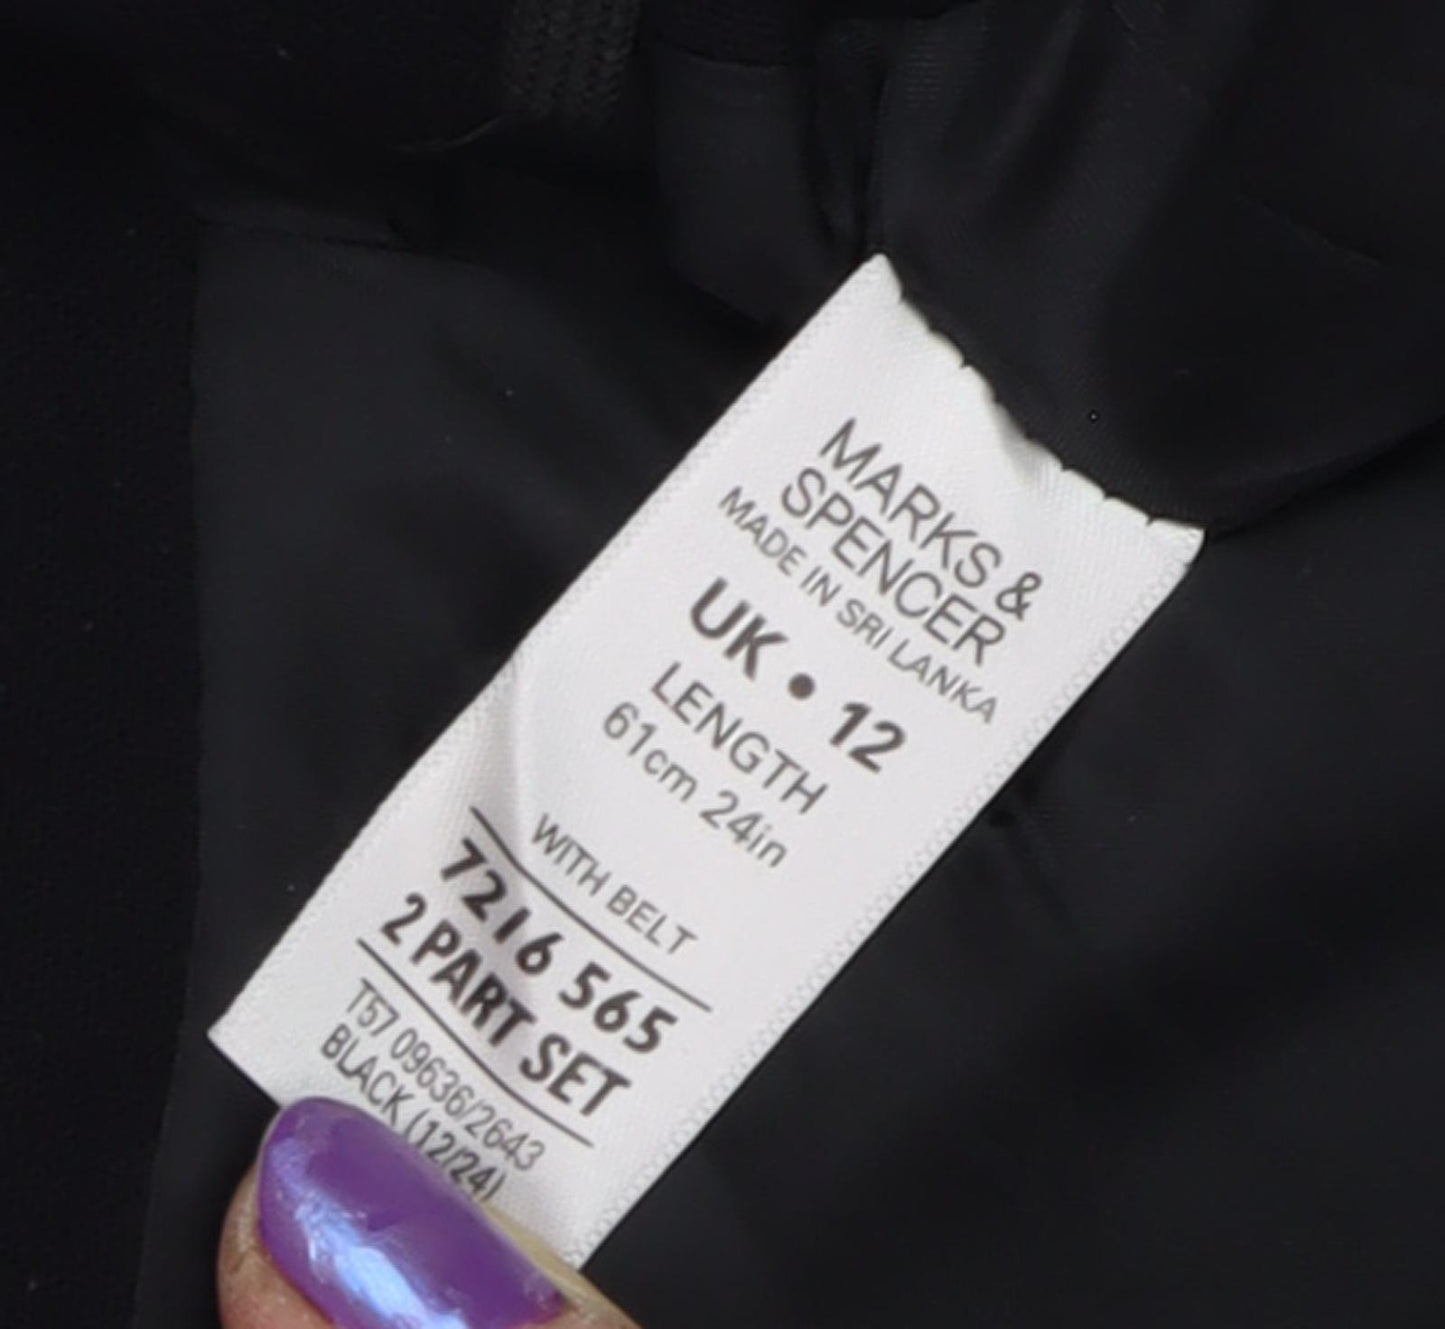 MARKS &
SPENCER
MADE IN SRI LANKA
UK • 12
LENGTH
61cm 24in
WITH BELT
7216 565
2 PART SET
T57 09636/2643
BLACK (12/24)